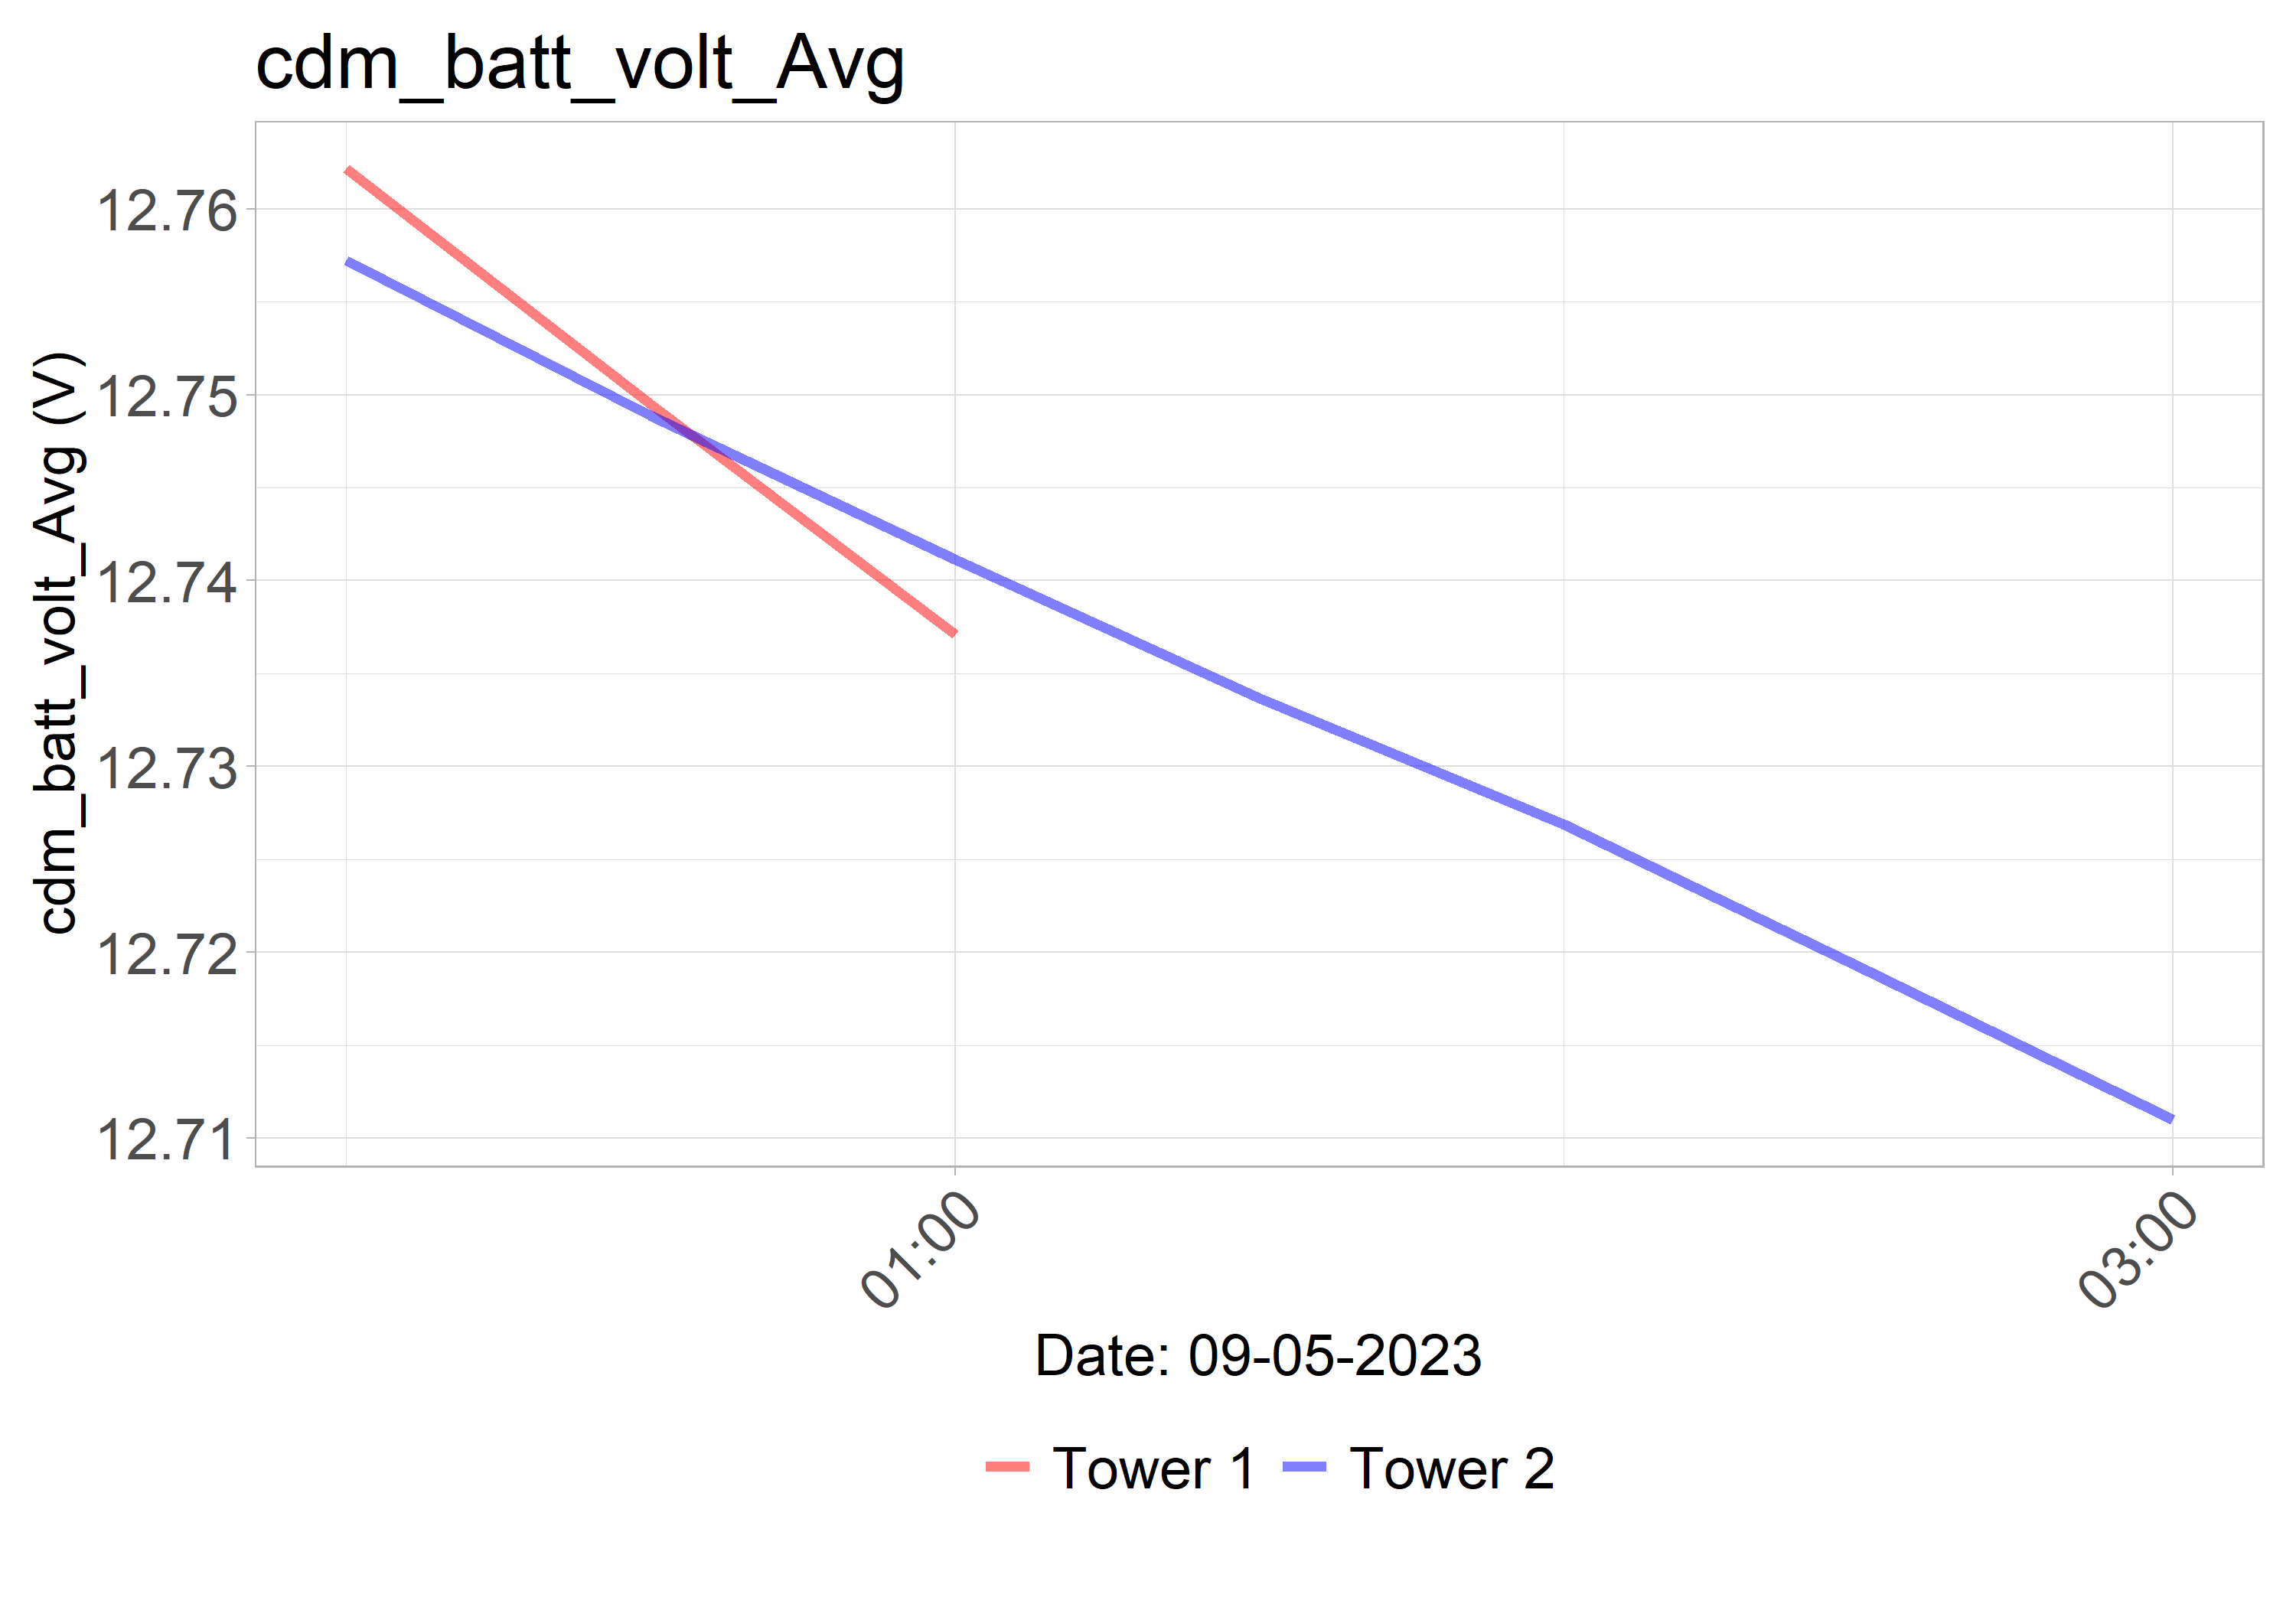 cdm_batt_volt_Avg
cdm_batt_volt_Avg (V)
12.76
12.75
12.74
12.73
12.72
12.71
01:00
03:00
Date: 09-05-2023
Tower 1
Tower 2